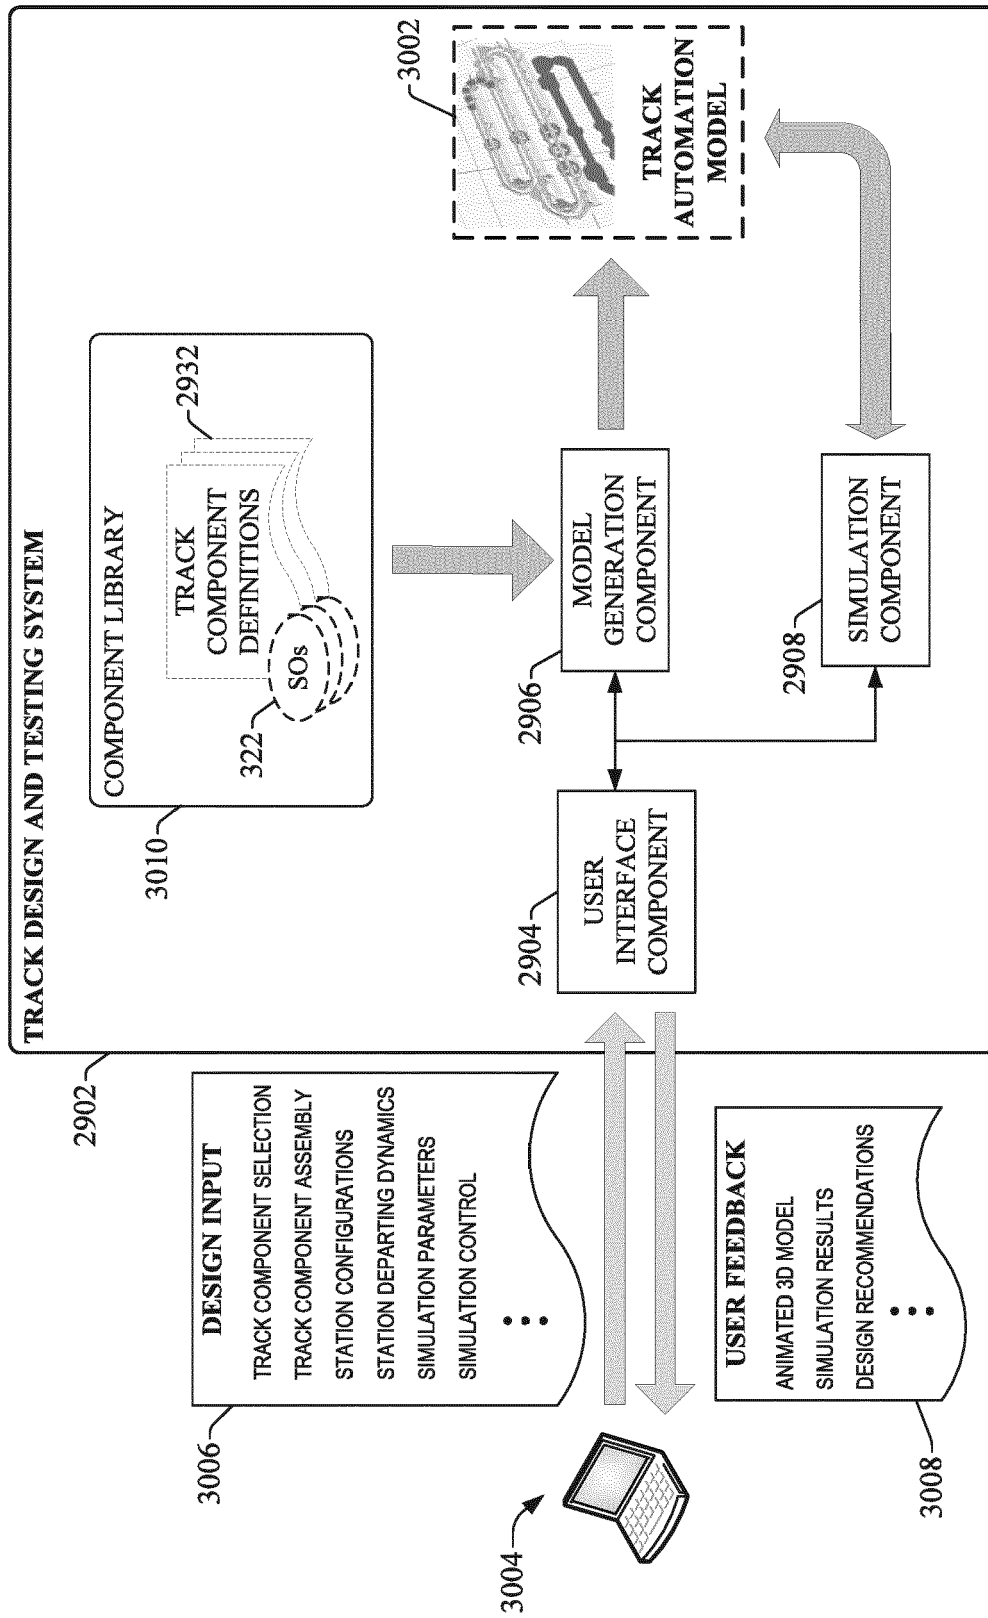 TRACK DESIGN AND TESTING SYSTEM
2902
COMPONENT LIBRARY
3010
TRACK
COMPONENT
DEFINITIONS
2932
SOs
322
3002
TRACK
AUTOMATION
MODEL
MODEL
GENERATION
COMPONENT
2906
USER
INTERFACE
COMPONENT
2904
SIMULATION
COMPONENT
2908
DESIGN INPUT
TRACK COMPONENT SELECTION
TRACK COMPONENT ASSEMBLY
STATION CONFIGURATIONS
STATION DEPARTING DYNAMICS
SIMULATION PARAMETERS
SIMULATION CONTROL
3006
3004
USER FEEDBACK
ANIMATED 3D MODEL
SIMULATION RESULTS
DESIGN RECOMMENDATIONS
3008